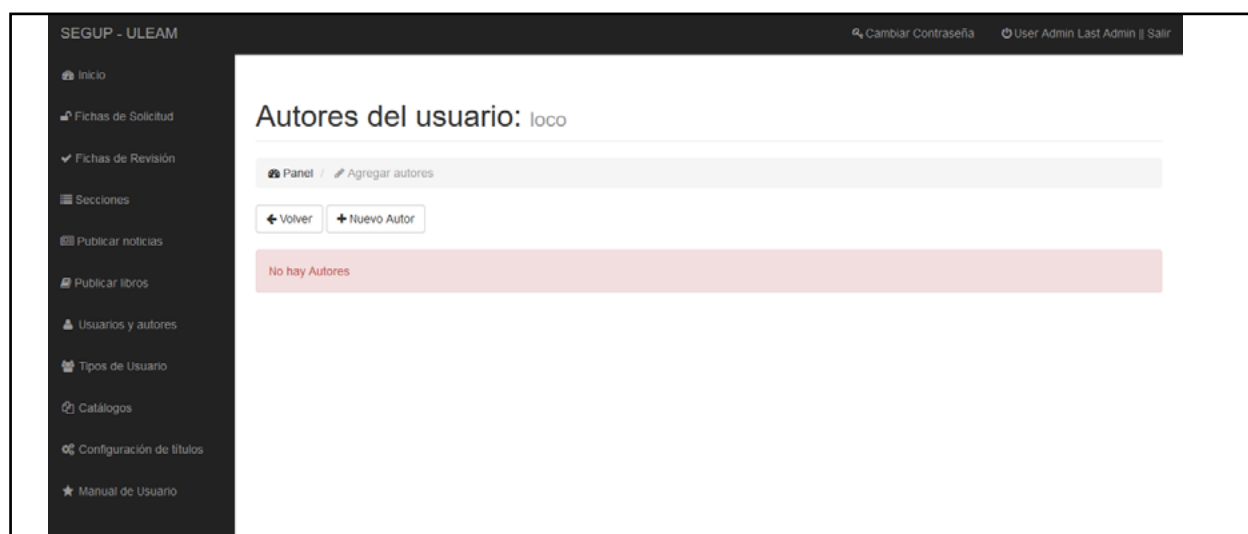 SEGUP - ULEAM
Cambiar Contraseña
User Admin Last Admin || Salir
Inicio
Fichas de Solicitud
Fichas de Revisión
Secciones
Publicar noticias
Publicar libros
Usuarios y autores
Tipos de Usuario
Catálogos
Configuración de títulos
Manual de Usuario
Autores del usuario: loco
Panel / Agregar autores
Volver
Nuevo Autor
No hay Autores